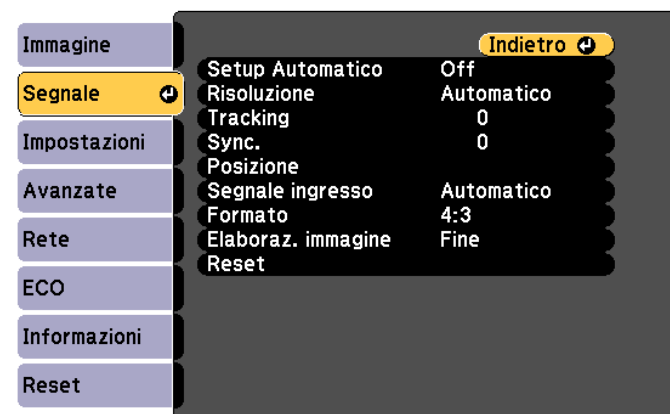 Immagine
Segnale
Impostazioni
Avanzate
Rete
ECO
Informazioni
Reset
Indietro
Setup Automatico Off
Risoluzione Automatico
Tracking 0
Sync. 0
Posizione
Segnale ingresso Automatico
Formato 4:3
Elaboraz. immagine Fine
Reset